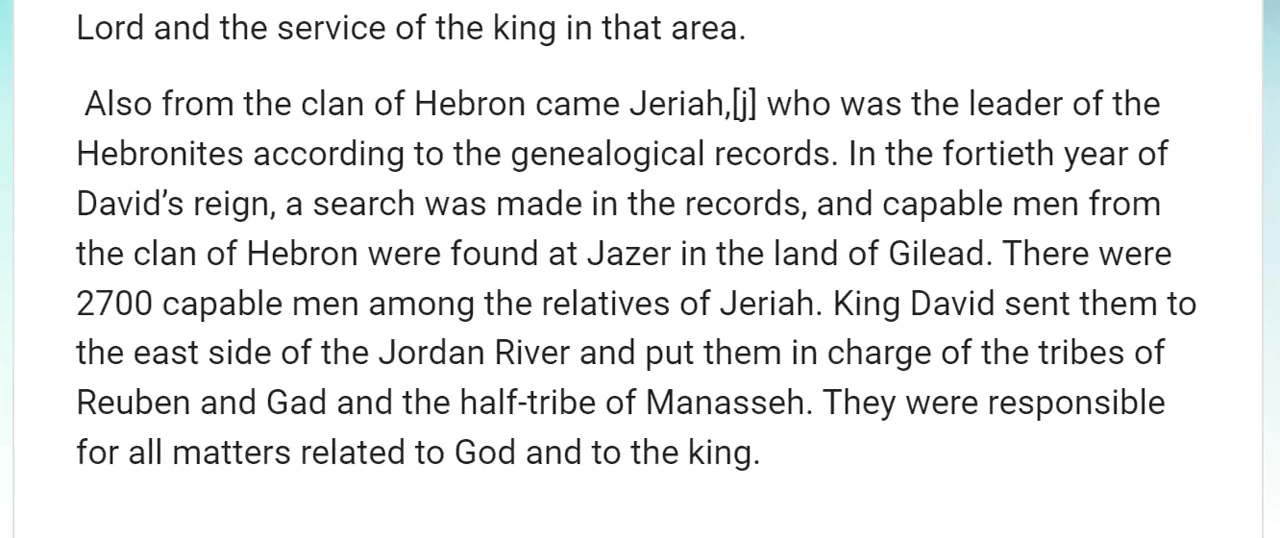 Lord and the service of the king in that area.
Also from the clan of Hebron came Jeriah,[j] who was the leader of the
Hebronites according to the genealogical records. In the fortieth year of
David’s reign, a search was made in the records, and capable men from
the clan of Hebron were found at Jazer in the land of Gilead. There were
2700 capable men among the relatives of Jeriah. King David sent them to
the east side of the Jordan River and put them in charge of the tribes of
Reuben and Gad and the half-tribe of Manasseh. They were responsible
for all matters related to God and to the king.